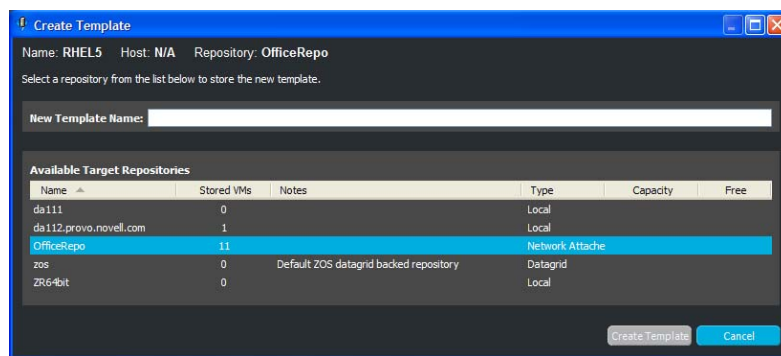 Create Template
Name: RHEL5 Host: N/A Repository: OfficeRepo
Select a repository from the list below to store the new template.
New Template Name:
Available Target Repositories
Name Stored VMs Notes Type Capacity Free
da111 0 Local
da112.provo.novell.com 1 Local
OfficeRepo 11 Network Attache
zos 0 Default ZOS datagrid backed repository Datagrid
ZR64bit 0 Local
Create Template Cancel